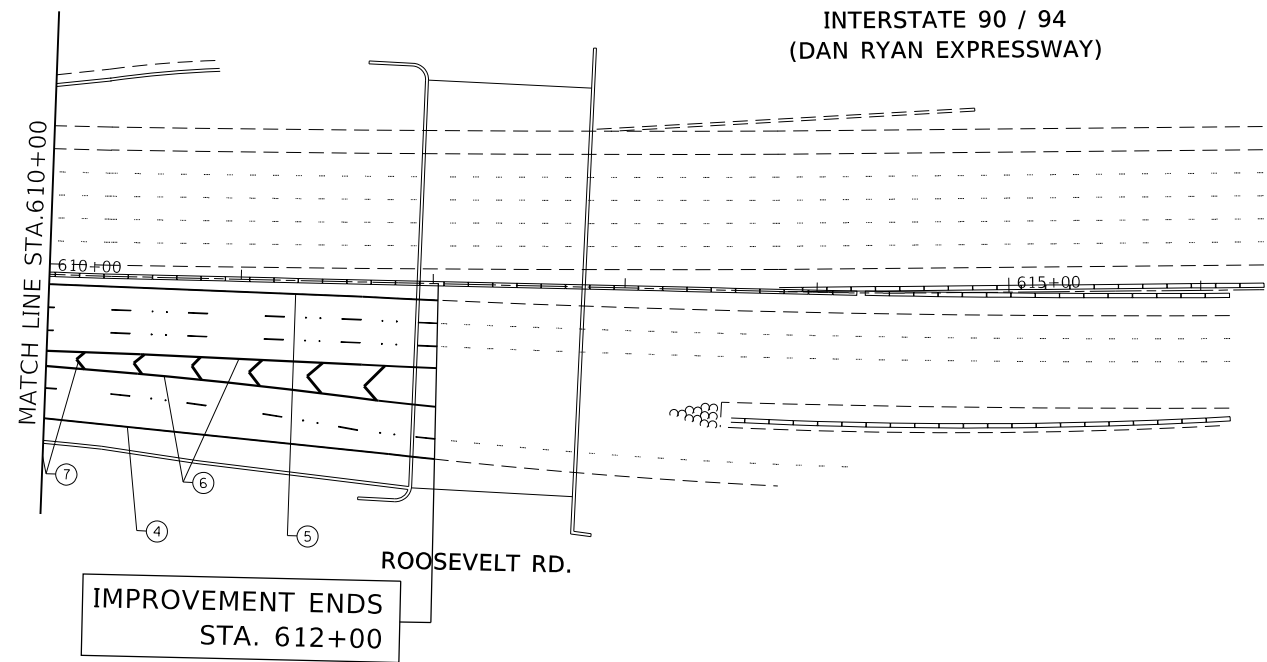 INTERSTATE 90 / 94
(DAN RYAN EXPRESSWAY)
MATCH LINE STA.610+00
610+00
615+00
7
6
4
5
ROOSEVELT RD.
IMPROVEMENT ENDS
STA. 612+00